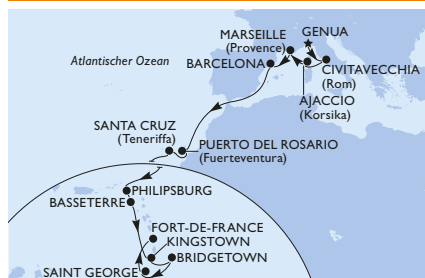 MARSEILLE
(Provence)
GENUA
BARCELONA
Atlantischer Ozean
CIVITAVECCHIA
(Rom)
AJACCIO
(Korsika)
SANTA CRUZ
(Teneriffa)
PUERTO DEL ROSARIO
(Fuerteventura)
PHILIPSBURG
BASSETERRE
FORT-DE-FRANCE
KINGSTOWN
BRIDGETOWN
SAINT GEORGE